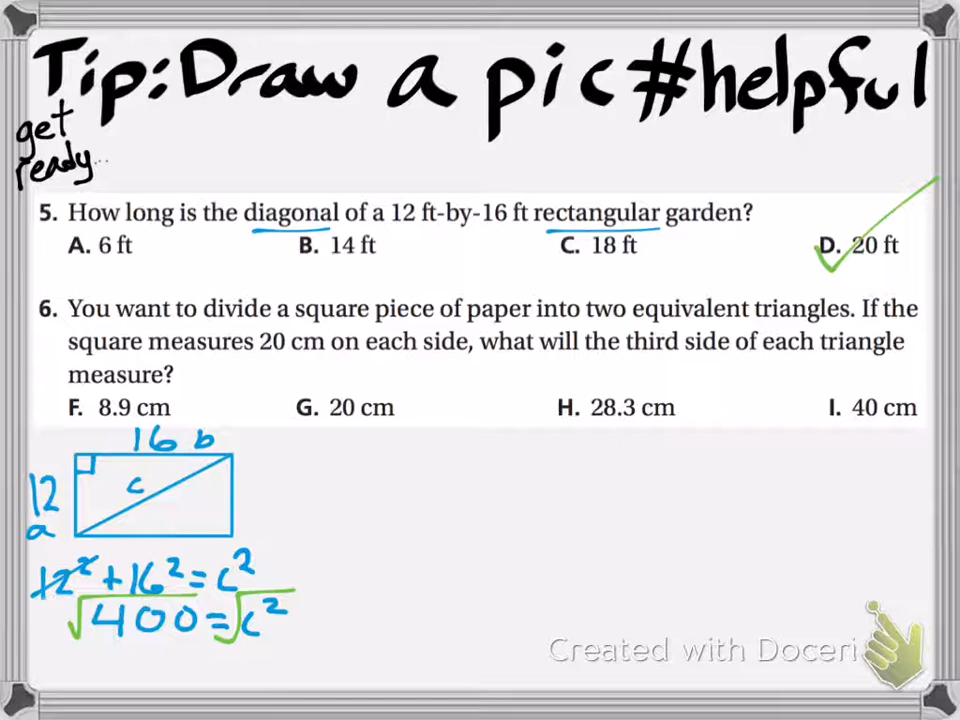 Tip: Draw a pic #helpful
get
ready...
5. How long is the diagonal of a 12 ft-by-16 ft rectangular garden?
A. 6 ft B. 14 ft C. 18 ft D. 20 ft
6. You want to divide a square piece of paper into two equivalent triangles. If the
square measures 20 cm on each side, what will the third side of each triangle
measure?
F. 8.9 cm G. 20 cm H. 28.3 cm I. 40 cm
16 b
c
12
a
12² + 16² = c²
√400 = √c²
Created with Doceri